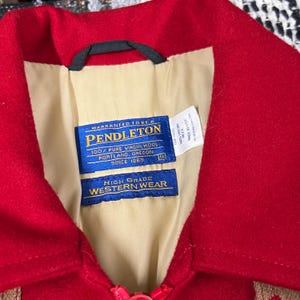 WARRANTED TO BE A
PENDLETON
100% PURE VIRGIN WOOL
PORTLAND, OREGON
SINCE 1863
HIGH GRADE
WESTERN WEAR